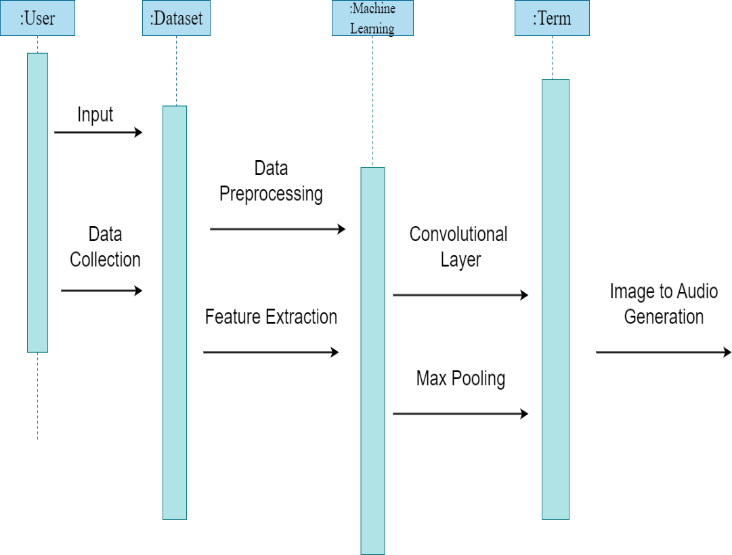 :User
:Dataset
:Machine
Learning
:Term
Input
Data
Preprocessing
Data
Collection
Convolutional
Layer
Feature Extraction
Image to Audio
Generation
Max Pooling